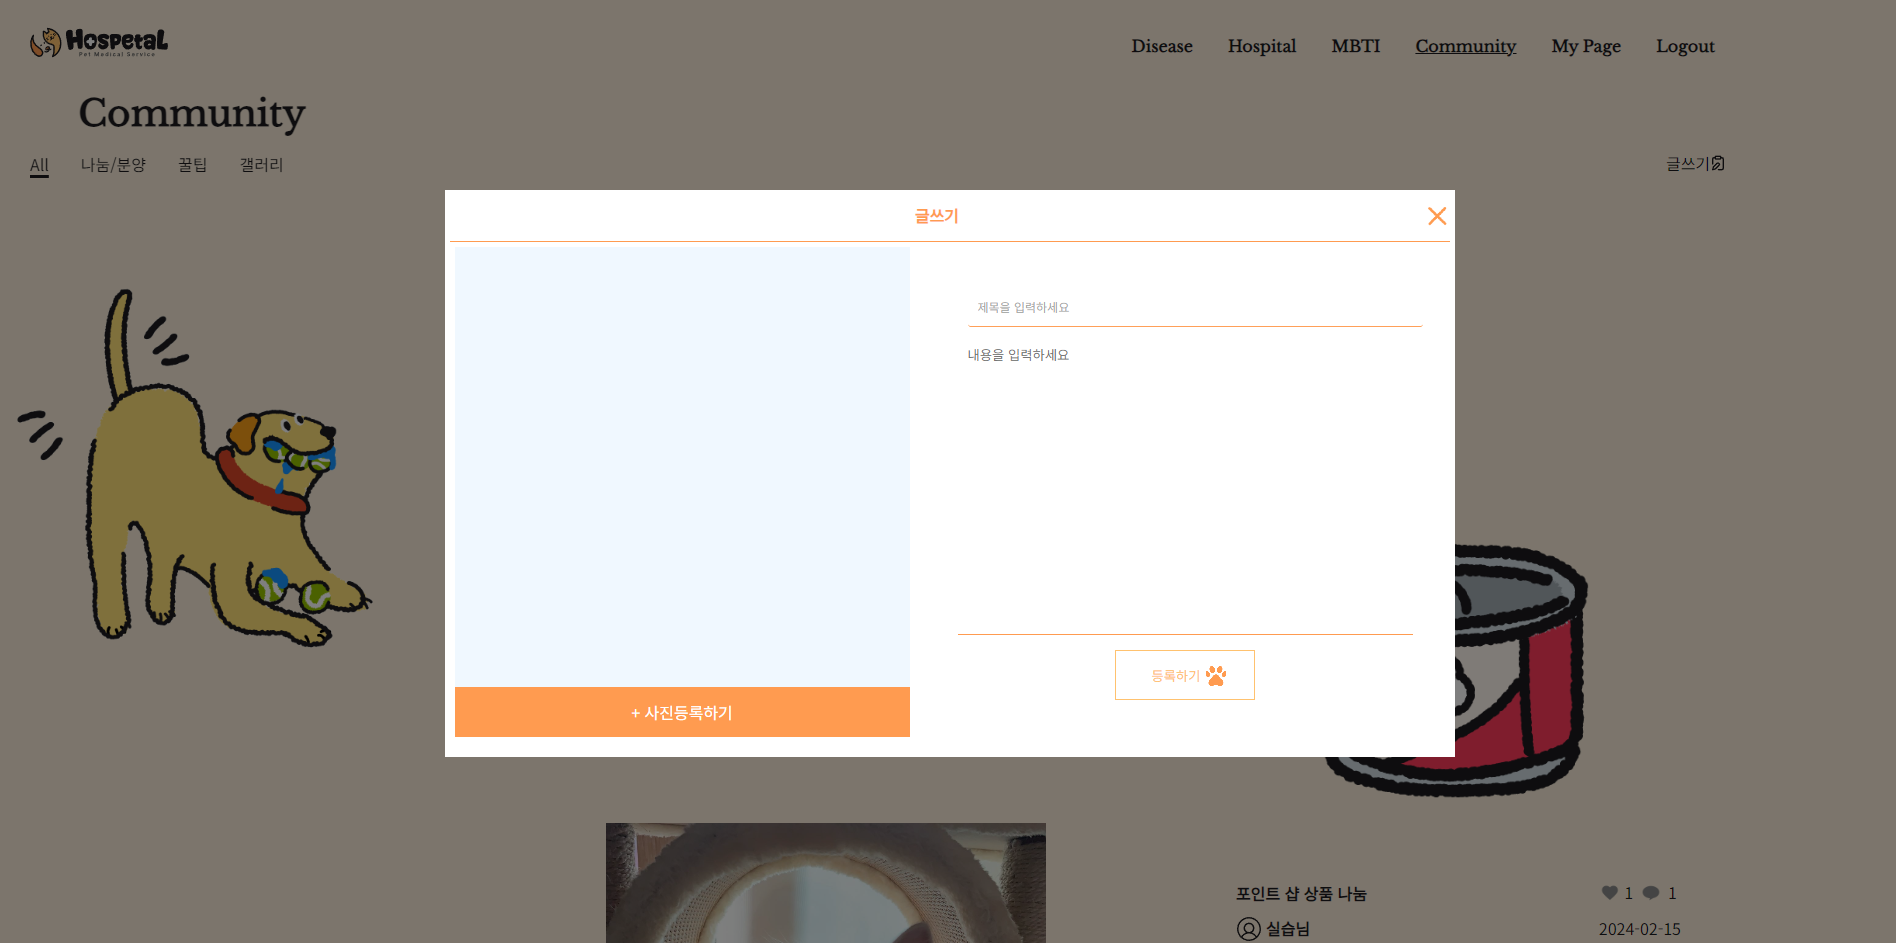 Hospetal
Pet Medical Service
Disease Hospital MBTI Community My Page Logout
Community
All 나눔/분양 꿀팁 갤러리
글쓰기
글쓰기
제목을 입력하세요
내용을 입력하세요
등록하기
+ 사진등록하기
포인트 샵 상품 나눔 1 1
실습님 2024-02-15